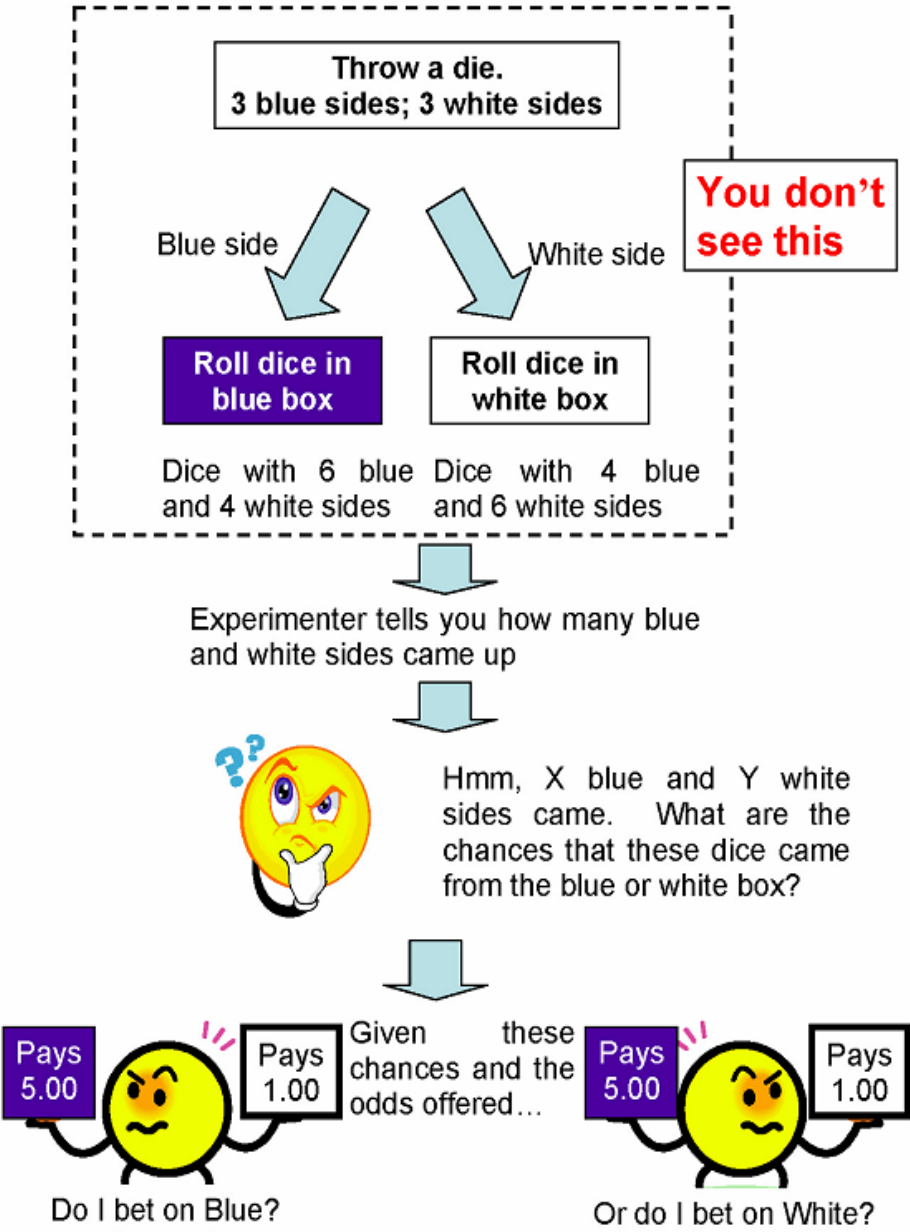 Throw a die.
3 blue sides; 3 white sides
You don't
see this
Blue side
White side
Roll dice in
blue box
Roll dice in
white box
Dice with 6 blue
and 4 white sides
Dice with 4 blue
and 6 white sides
Experimenter tells you how many blue
and white sides came up
??
Hmm, X blue and Y white
sides came. What are the
chances that these dice came
from the blue or white box?
Pays
5.00
Pays
1.00
Given these
chances and the
odds offered...
Pays
5.00
Pays
1.00
Do I bet on Blue?
Or do I bet on White?